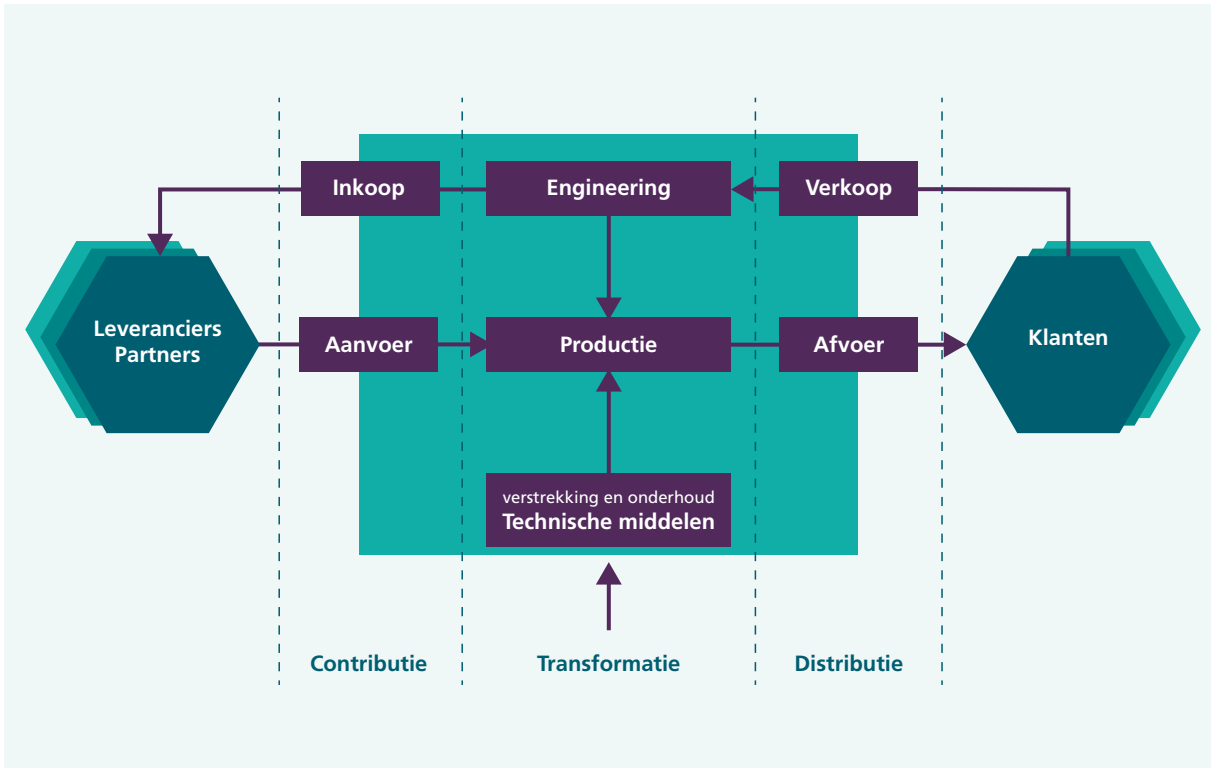 Inkoop
Engineering
Verkoop
Leveranciers
Partners
Aanvoer
Productie
Afvoer
Klanten
verstrekking en onderhoud
Technische middelen
Contributie
Transformatie
Distributie